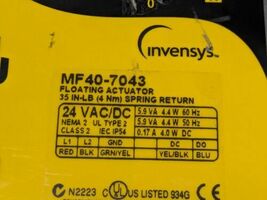 invensys
MF40-7043
FLOATING ACTUATOR
35 IN-LB (4 Nm) SPRING RETURN
24 VAC/DC
5.9 VA 4.4 W 60 Hz
5.9 VA 4.4 W 50 Hz
NEMA 2 UL TYPE 2
CLASS 2 IEC IP54
0.17 A 4.0 W DC
L1 L2 GND DC DO
RED BLK GRN/YEL YEL/BLK BLU
N2223 C UL US LISTED 934G